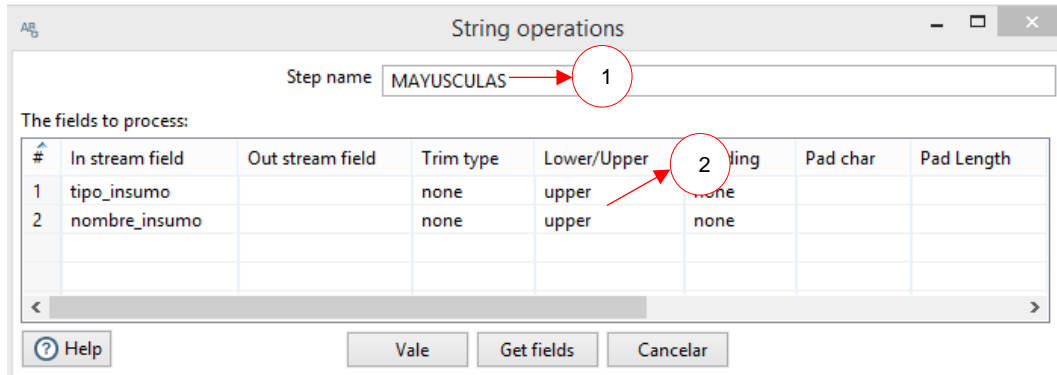 String operations
Step name MAYUSCULAS 1
The fields to process:
# In stream field Out stream field Trim type Lower/Upper 2 Pad char Pad Length
1 tipo_insumo none upper none
2 nombre_insumo none upper none
Help Vale Get fields Cancelar